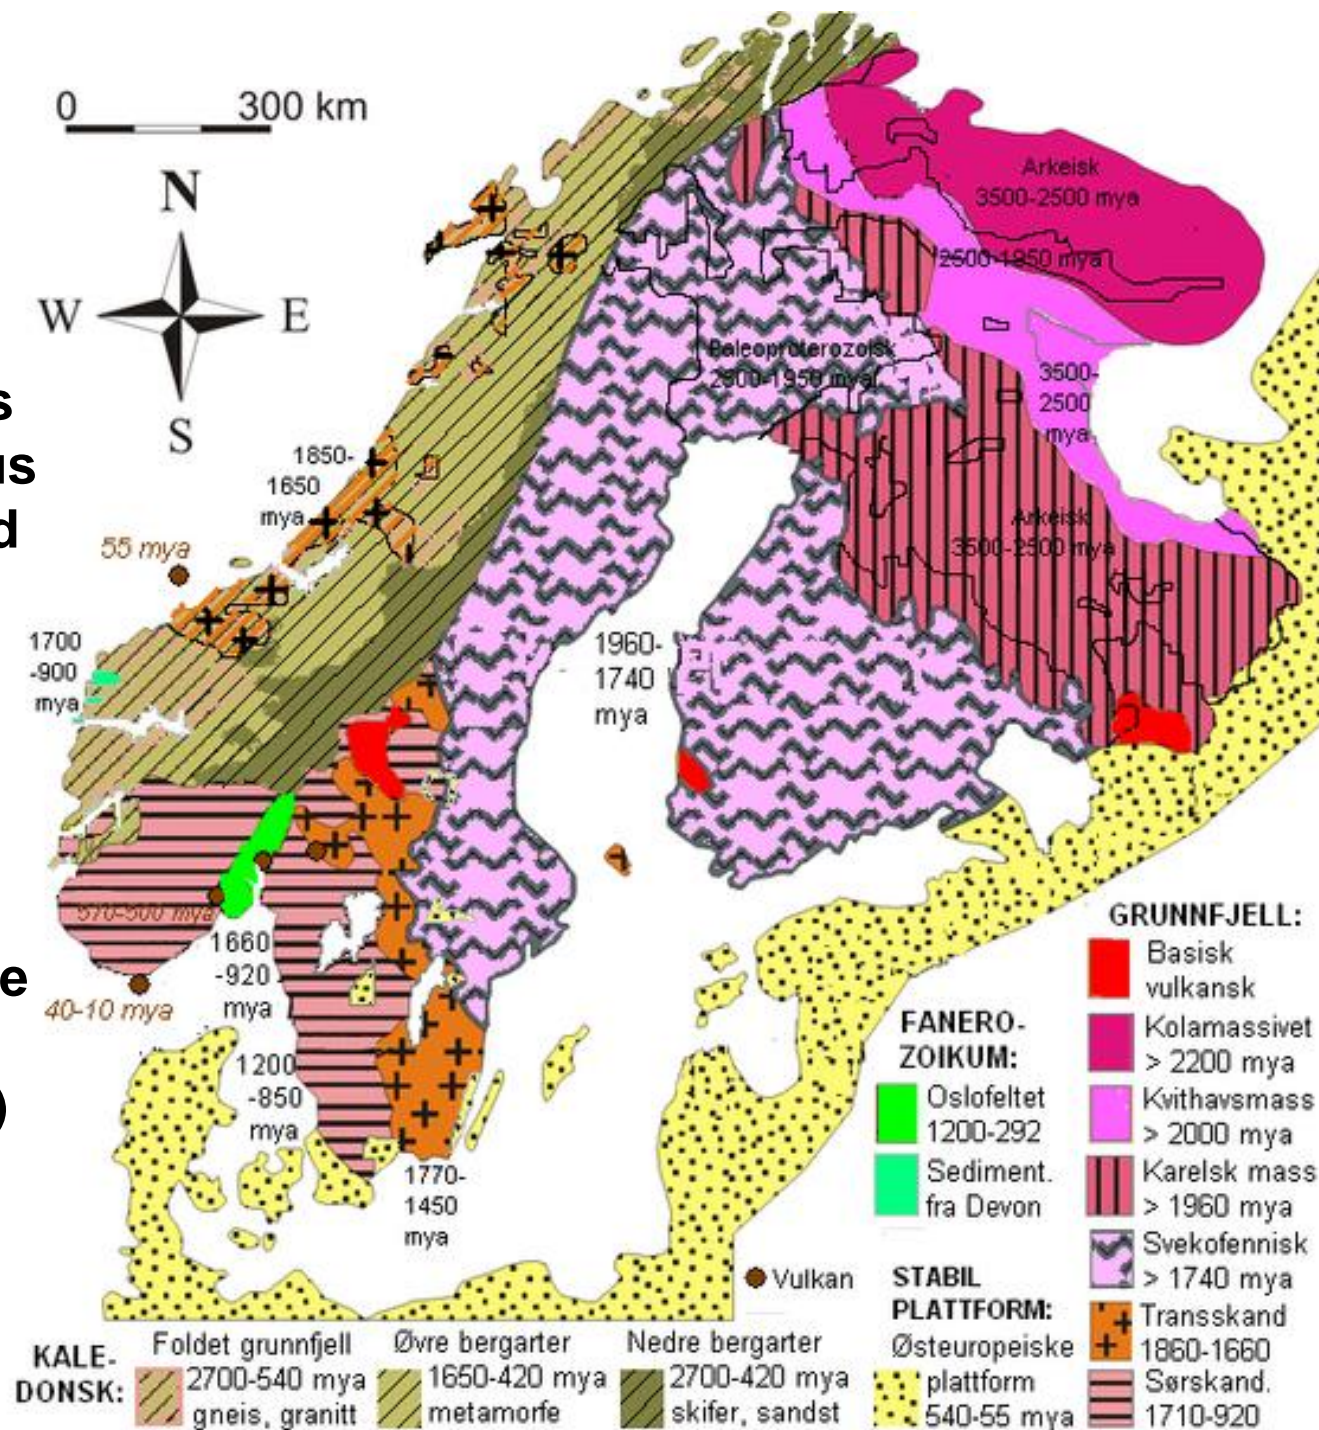 0 300 km
N
W E
S
s
us
d
e
)
Arkeisk
3500-2500 mya
2500-1950 mya
Paleoproterozoisk
2500-1950 mya
3500-
2500
mya
Arkeisk
3500-2500 mya
1850-
1650
mya
55 mya
1700
-900
mya
1960-
1740
mya
570-500 mya
1660
-920
mya
40-10 mya
1200
-850
mya
1770-
1450
mya
GRUNNFJELL:
Basisk
vulkansk
Kolamassivet
> 2200 mya
Kvithavsmass
> 2000 mya
Karelsk mass
> 1960 mya
Svekofennisk
> 1740 mya
Transskand
1860-1660
Sørskand.
1710-920
FANERO-
ZOIKUM:
Oslofeltet
1200-292
Sediment.
fra Devon
Vulkan
STABIL
PLATTFORM:
Østeuropeiske
plattform
540-55 mya
KALE-
DONSK:
Foldet grunnfjell
2700-540 mya
gneis, granitt
Øvre bergarter
1650-420 mya
metamorfe
Nedre bergarter
2700-420 mya
skifer, sandst